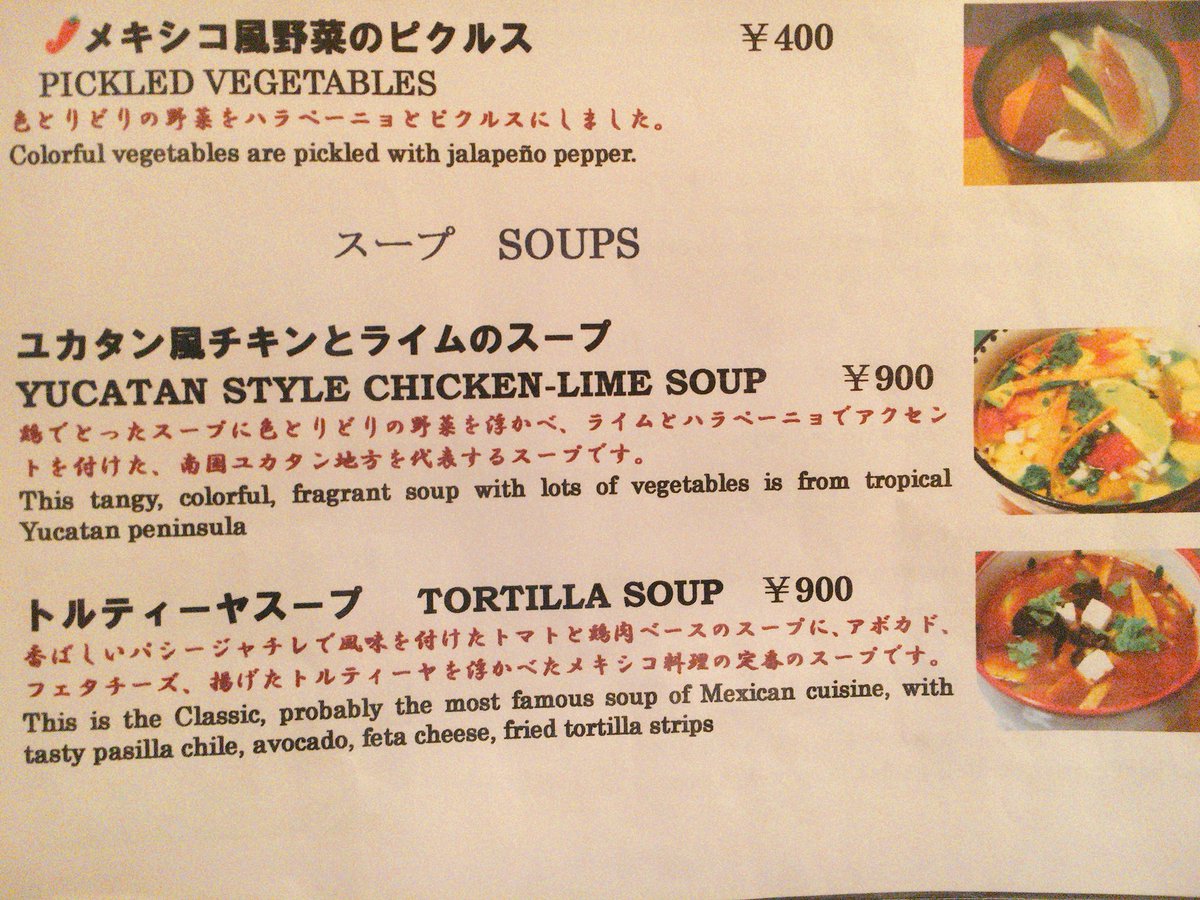 メキシコ風野菜のピクルス ￥400
PICKLED VEGETABLES
色とりどりの野菜をハラペーニョとピクルスにしました。
Colorful vegetables are pickled with jalapeño pepper.
スープ SOUPS
ユカタン風チキンとライムのスープ
YUCATAN STYLE CHICKEN-LIME SOUP ￥900
鶏でとったスープに色とりどりの野菜を浮かべ、ライムとハラペーニョでアクセン
トを付けた、南国ユカタン地方を代表するスープです。
This tangy, colorful, fragrant soup with lots of vegetables is from tropical
Yucatan peninsula
トルティーヤスープ TORTILLA SOUP ￥900
香ばしいパシージャチレで風味を付けたトマトと鶏肉ベースのスープに、アボカド、
フェタチーズ、揚げたトルティーヤを浮かべたメキシコ料理の定番のスープです。
This is the Classic, probably the most famous soup of Mexican cuisine, with
tasty pasilla chile, avocado, feta cheese, fried tortilla strips